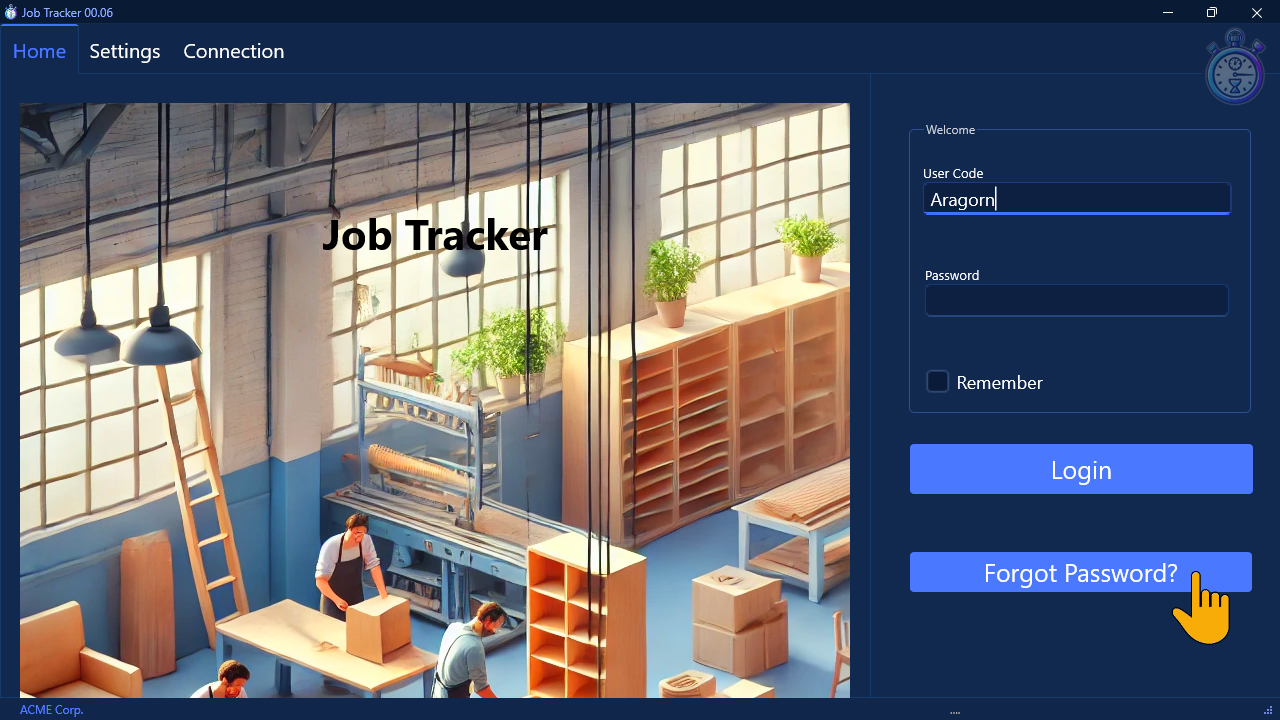 Job Tracker 00.06
Home Settings Connection
Job Tracker
Welcome
User Code
Aragorn
Password
Remember
Login
Forgot Password?
ACME Corp.
....